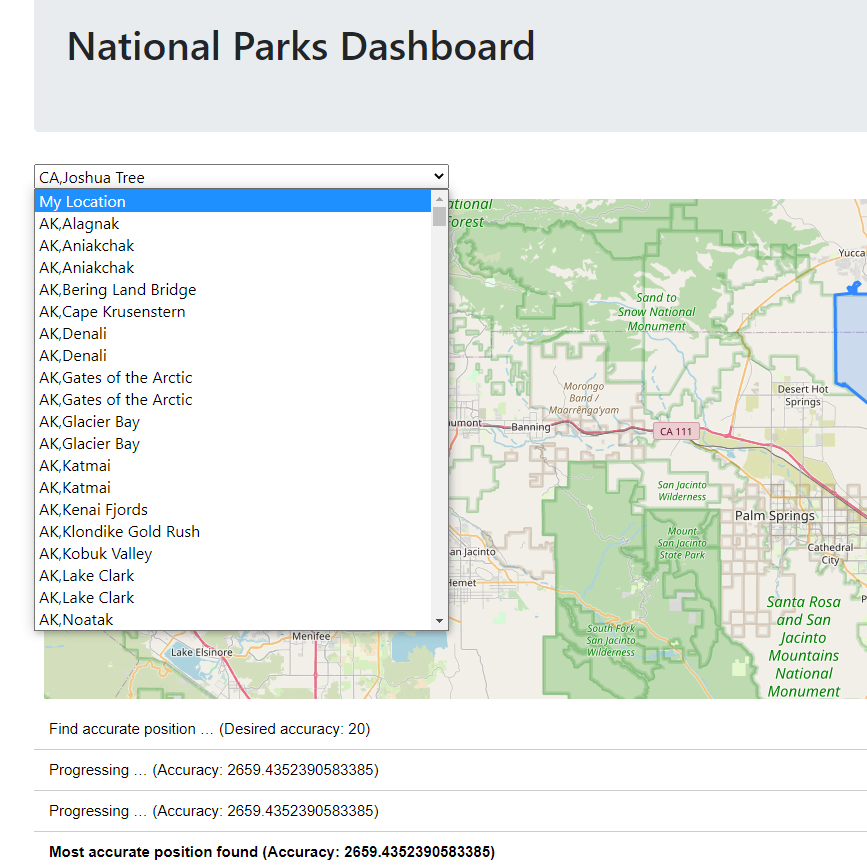 National Parks Dashboard
CA,Joshua Tree
My Location
AK,Alagnak
AK,Aniakchak
AK,Aniakchak
AK,Bering Land Bridge
AK,Cape Krusenstern
AK,Denali
AK,Denali
AK,Gates of the Arctic
AK,Gates of the Arctic
AK,Glacier Bay
AK,Glacier Bay
AK,Katmai
AK,Katmai
AK,Kenai Fjords
AK,Klondike Gold Rush
AK,Kobuk Valley
AK,Lake Clark
AK,Lake Clark
AK,Noatak
ational
Forest
Yucca
Sand to
Snow National
Monument
Morongo
Band /
Maarrênga'yam
Desert Hot
Springs
aumont
Banning
CA 111
San Jacinto
Wilderness
Palm Springs
Mount
San Jacinto
State Park
an Jacinto
Cathedral
City
Hemet
Santa Rosa
and San
Jacinto
Mountains
National
Monument
South Fork
San Jacinto
Wilderness
Menifee
Lake Elsinore
Find accurate position … (Desired accuracy: 20)
Progressing … (Accuracy: 2659.4352390583385)
Progressing … (Accuracy: 2659.4352390583385)
Most accurate position found (Accuracy: 2659.4352390583385)